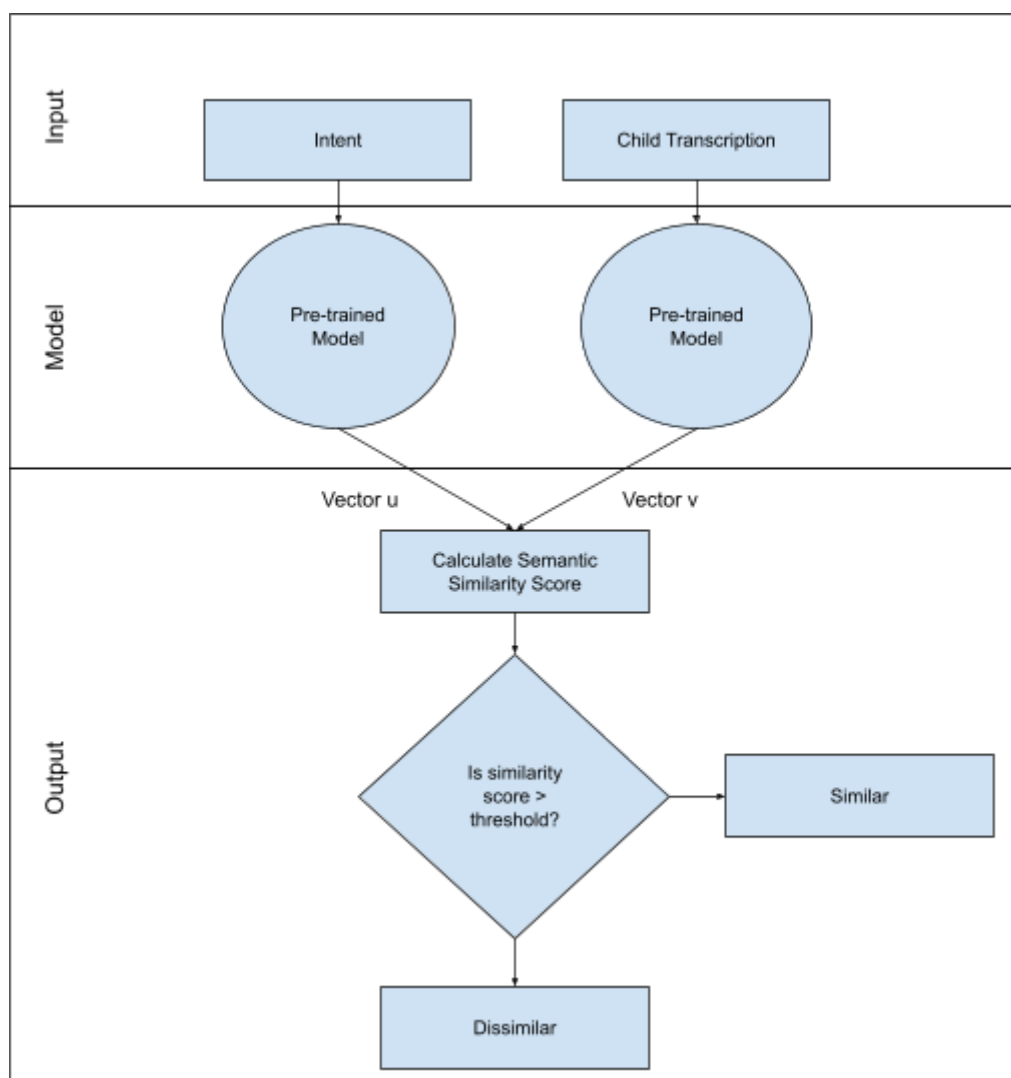 Input
Intent
Child Transcription
Model
Pre-trained
Model
Pre-trained
Model
Vector u
Vector v
Output
Calculate Semantic
Similarity Score
Is similarity
score >
threshold?
Similar
Dissimilar